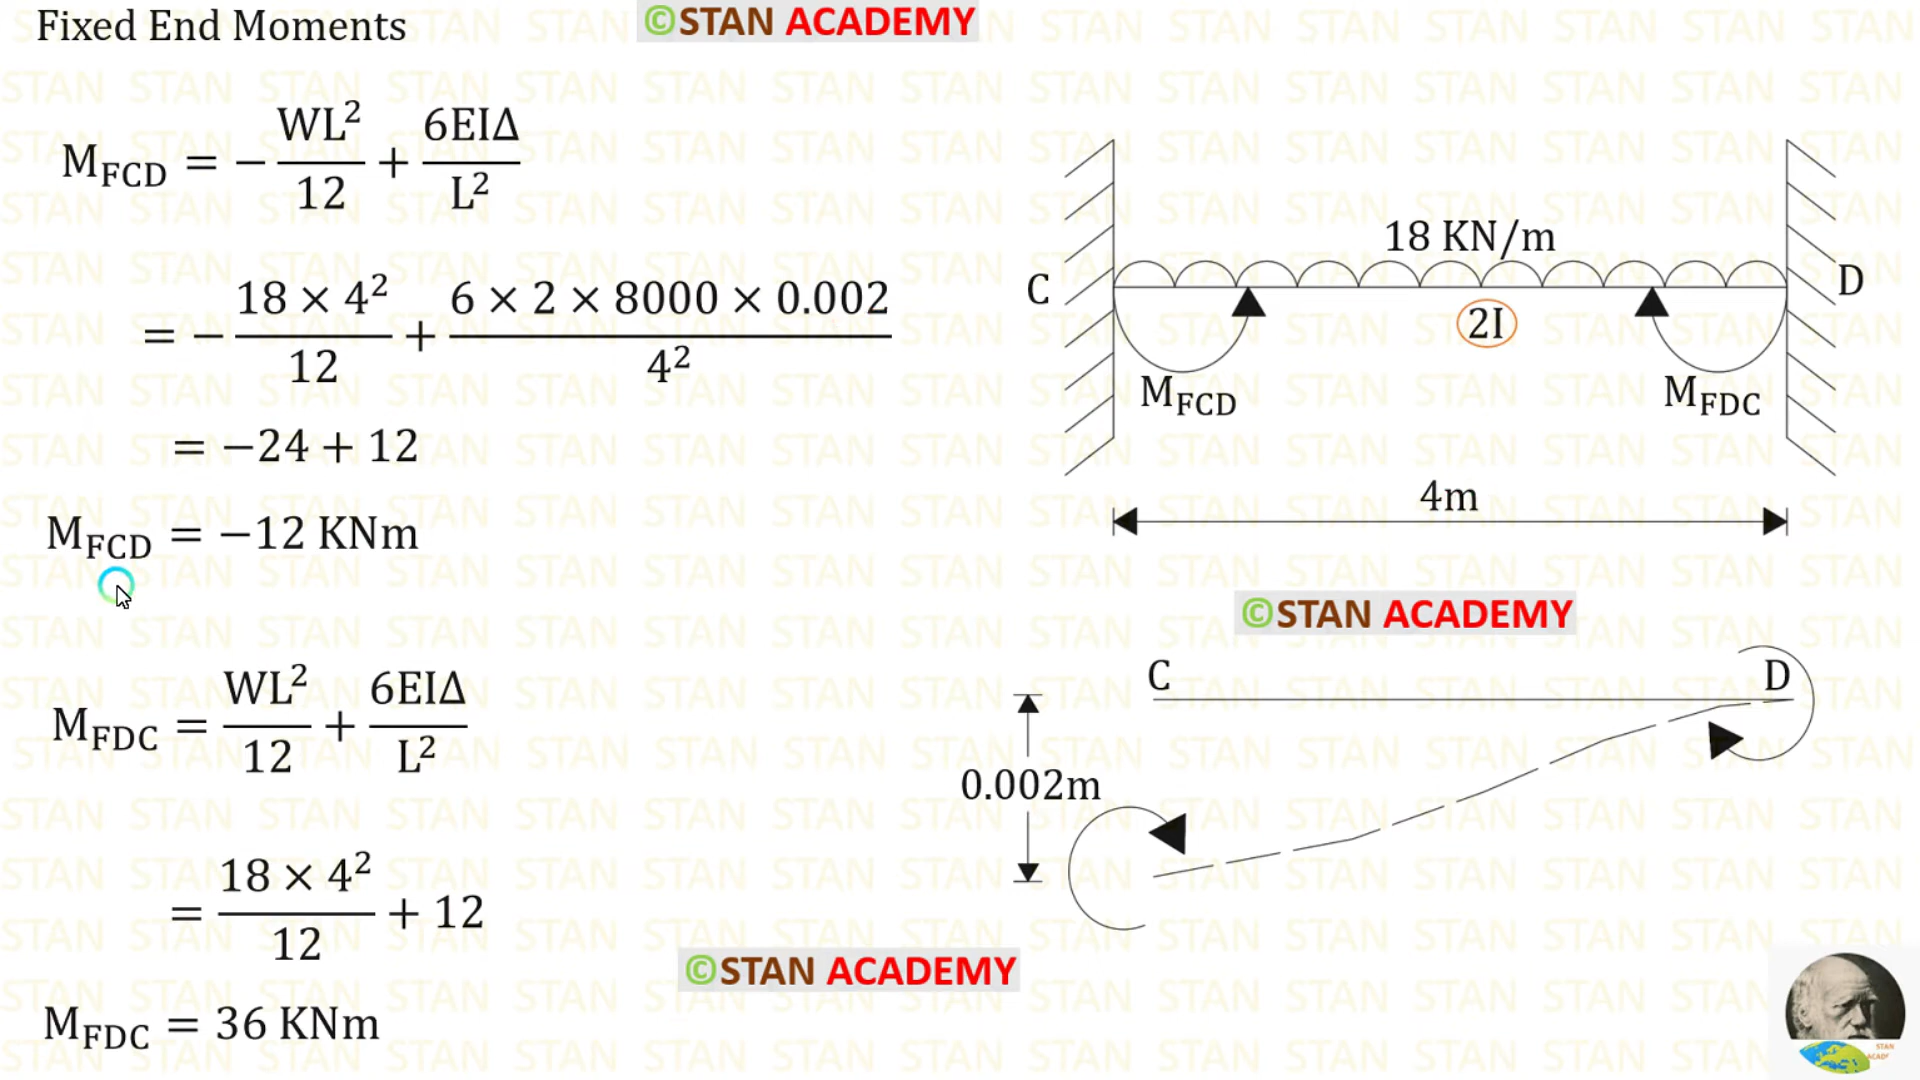 Fixed End Moments
©STAN ACADEMY
M_FCD = −WL²/12 + 6EIΔ/L²
= −(18 × 4²)/12 + (6 × 2 × 8000 × 0.002)/4²
= −24 + 12
M_FCD = −12 KNm
M_FDC = WL²/12 + 6EIΔ/L²
= (18 × 4²)/12 + 12
M_FDC = 36 KNm
©STAN ACADEMY
18 KN/m
C
D
2I
M_FCD
M_FDC
4m
©STAN ACADEMY
C
D
0.002m
STAN